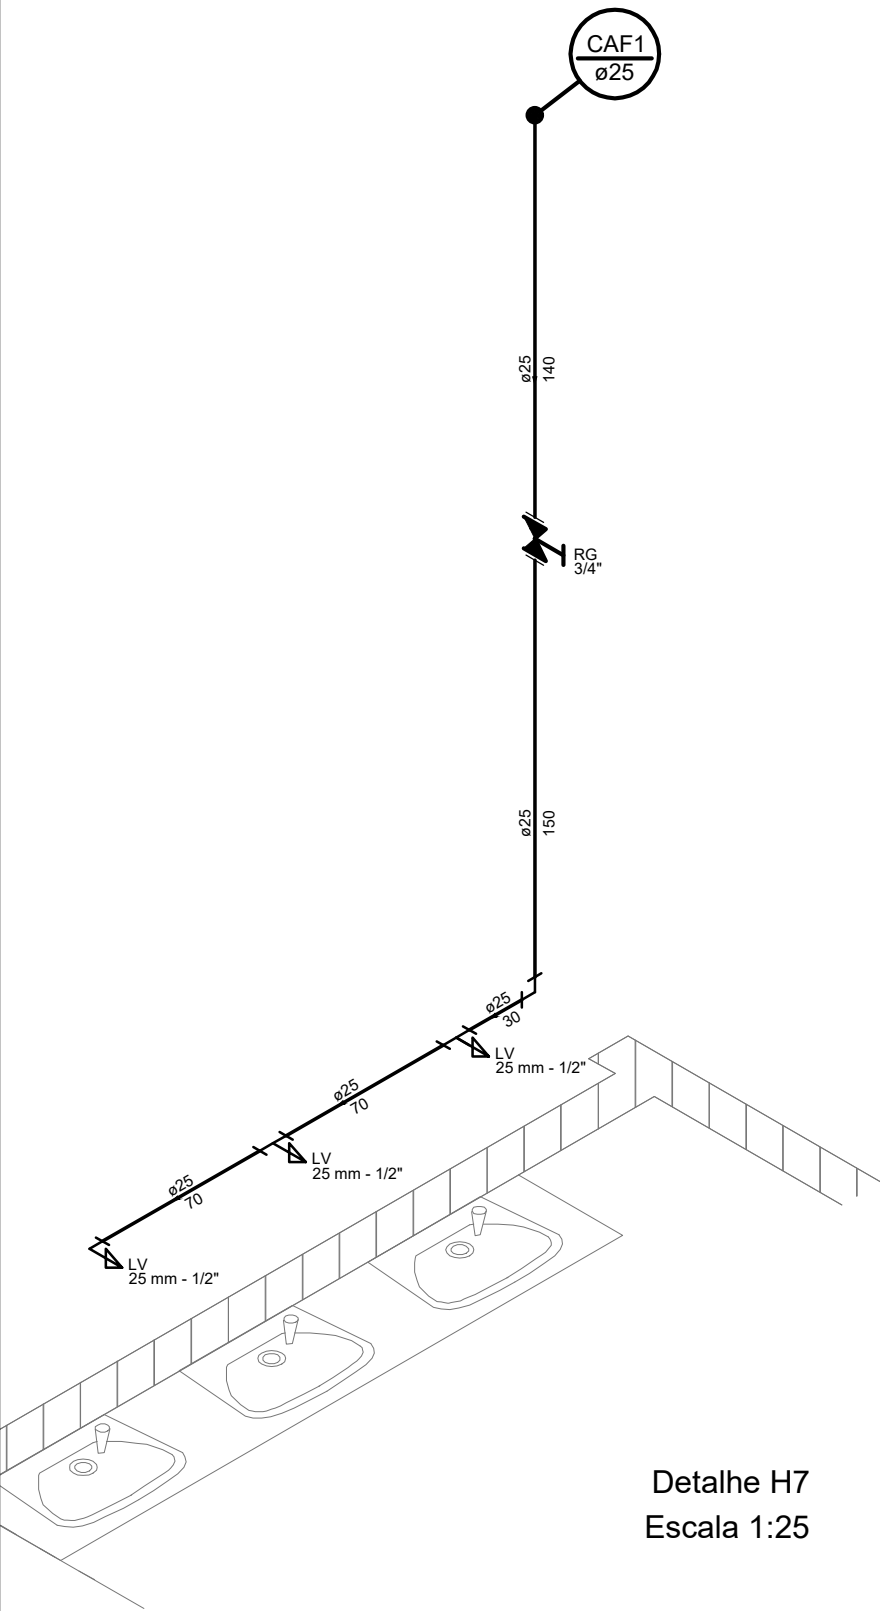 CAF1
ø25
ø25
140
RG
3/4"
ø25
150
ø25
30
LV
25 mm - 1/2"
ø25
70
LV
25 mm - 1/2"
ø25
70
LV
25 mm - 1/2"
Detalhe H7
Escala 1:25